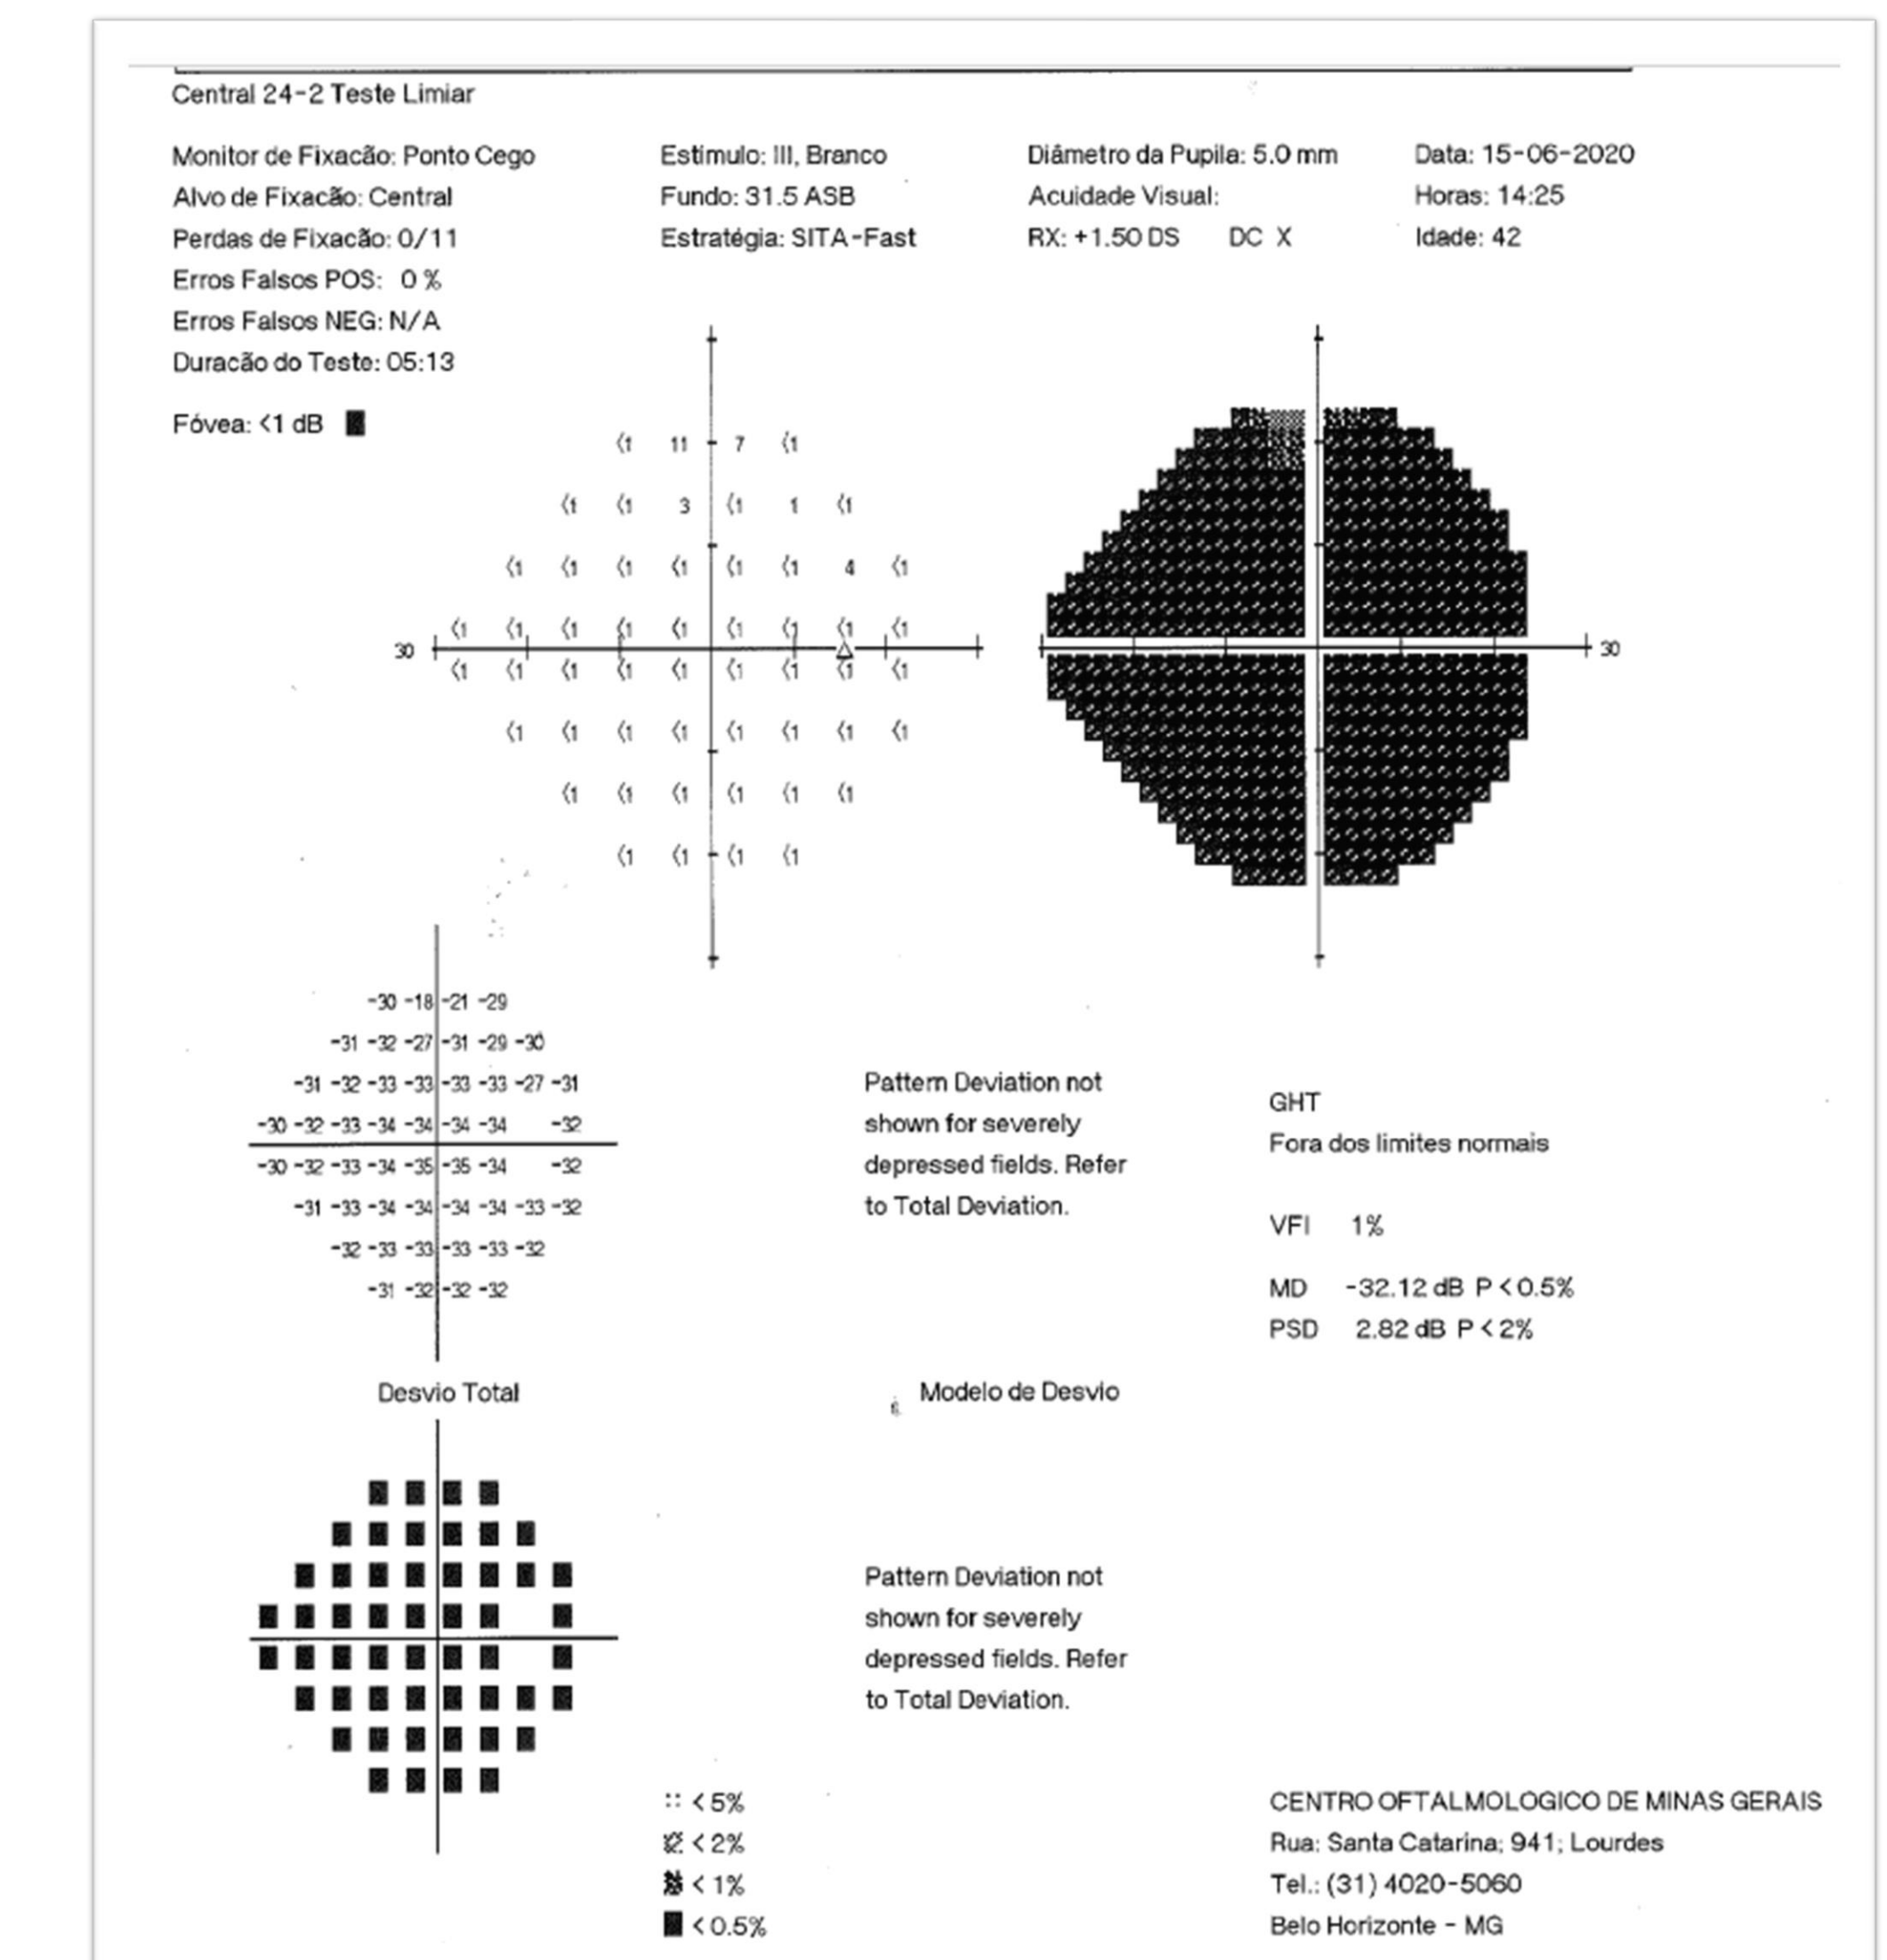 Central 24-2 Teste Limiar
Monitor de Fixacão: Ponto Cego
Alvo de Fixacão: Central
Perdas de Fixacão: 0/11
Erros Falsos POS: 0 %
Erros Falsos NEG: N/A
Duracão do Teste: 05:13
Fóvea: <1 dB
Estimulo: III, Branco
Fundo: 31.5 ASB
Estratégia: SITA-Fast
Diâmetro da Pupila: 5.0 mm
Acuidade Visual:
RX: +1.50 DS DC X
Data: 15-06-2020
Horas: 14:25
Idade: 42
<1 11 7 <1
<1 <1 3 <1 1 <1
<1 <1 <1 <1 <1 <1 4 <1
<1 <1 <1 <1 <1 <1 <1 <1 <1
30
<1 <1 <1 <1 <1 <1 <1 <1 <1
<1 <1 <1 <1 <1 <1 <1 <1
<1 <1 <1 <1 <1 <1
<1 <1 <1 <1
30
-30 -18 -21 -29
-31 -32 -27 -31 -29 -30
-31 -32 -33 -33 -33 -33 -27 -31
-30 -32 -33 -34 -34 -34 -34 -32
-30 -32 -33 -34 -35 -35 -34 -32
-31 -33 -34 -34 -34 -34 -33 -32
-32 -33 -33 -33 -33 -32
-31 -32 -32 -32
Desvio Total
Pattern Deviation not
shown for severely
depressed fields. Refer
to Total Deviation.
Modelo de Desvio
GHT
Fora dos limites normais
VFI 1%
MD -32.12 dB P < 0.5%
PSD 2.82 dB P < 2%
Pattern Deviation not
shown for severely
depressed fields. Refer
to Total Deviation.
< 5%
< 2%
< 1%
< 0.5%
CENTRO OFTALMOLOGICO DE MINAS GERAIS
Rua: Santa Catarina; 941; Lourdes
Tel.: (31) 4020-5060
Belo Horizonte - MG